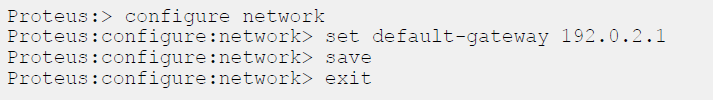 Proteus:> configure network
Proteus:configure:network> set default-gateway 192.0.2.1
Proteus:configure:network> save
Proteus:configure:network> exit